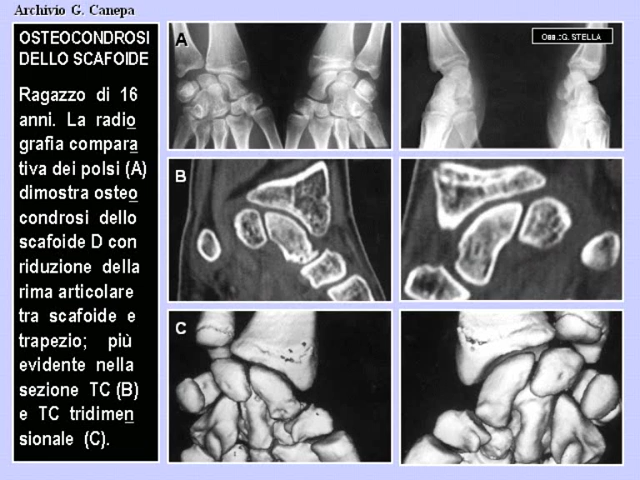 Archivio G. Canepa
OSTEOCONDROSI
DELLO SCAFOIDE
Ragazzo di 16
anni. La radio
grafia compara
tiva dei polsi (A)
dimostra osteo
condrosi dello
scafoide D con
riduzione della
rima articolare
tra scafoide e
trapezio; più
evidente nella
sezione TC (B)
e TC tridimen
sionale (C).
A
Oss.:G. STELLA
B
C